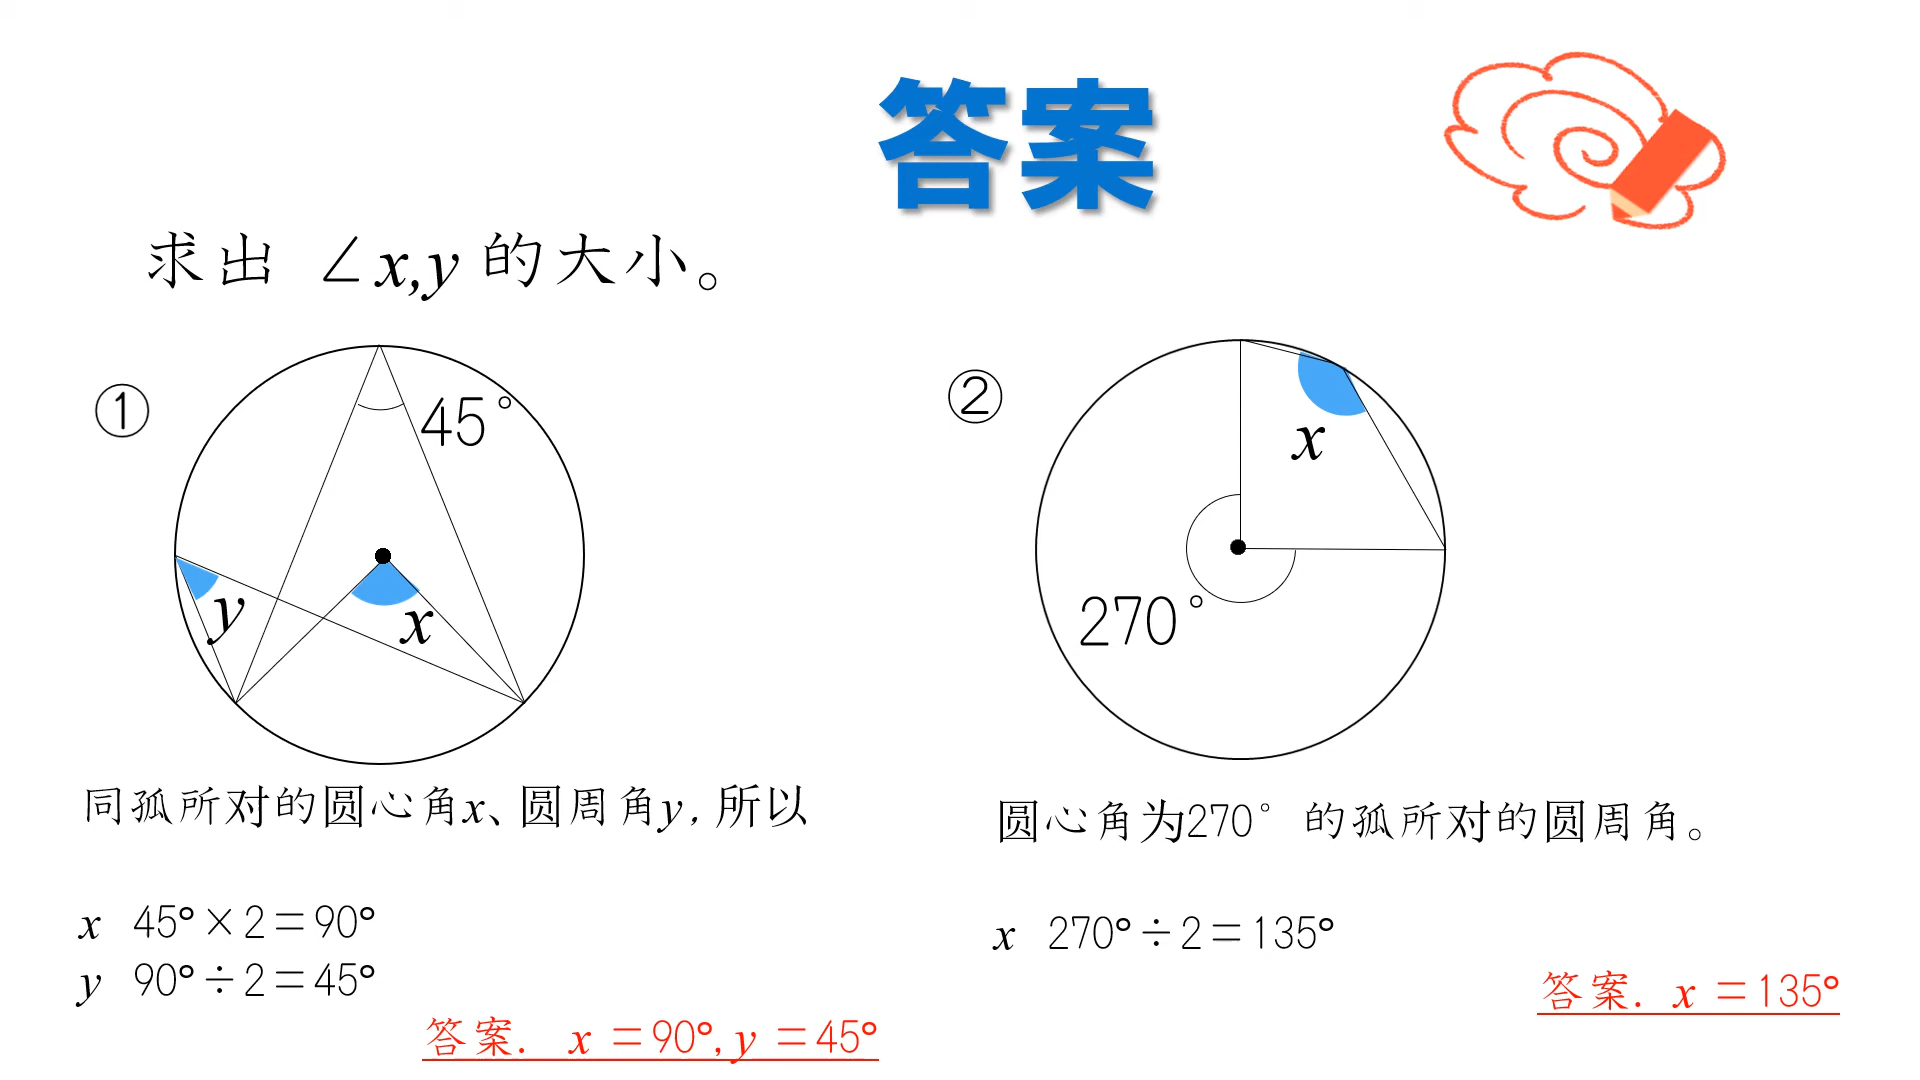 答案
求出 ∠x,y 的大小。
①
45°
y
x
同孤所对的圆心角x、圆周角y，所以
x 45°×2＝90°
y 90°÷2＝45°
答案. x＝90°,y＝45°
②
x
270°
圆心角为270°的孤所对的圆周角。
x 270°÷2＝135°
答案. x＝135°